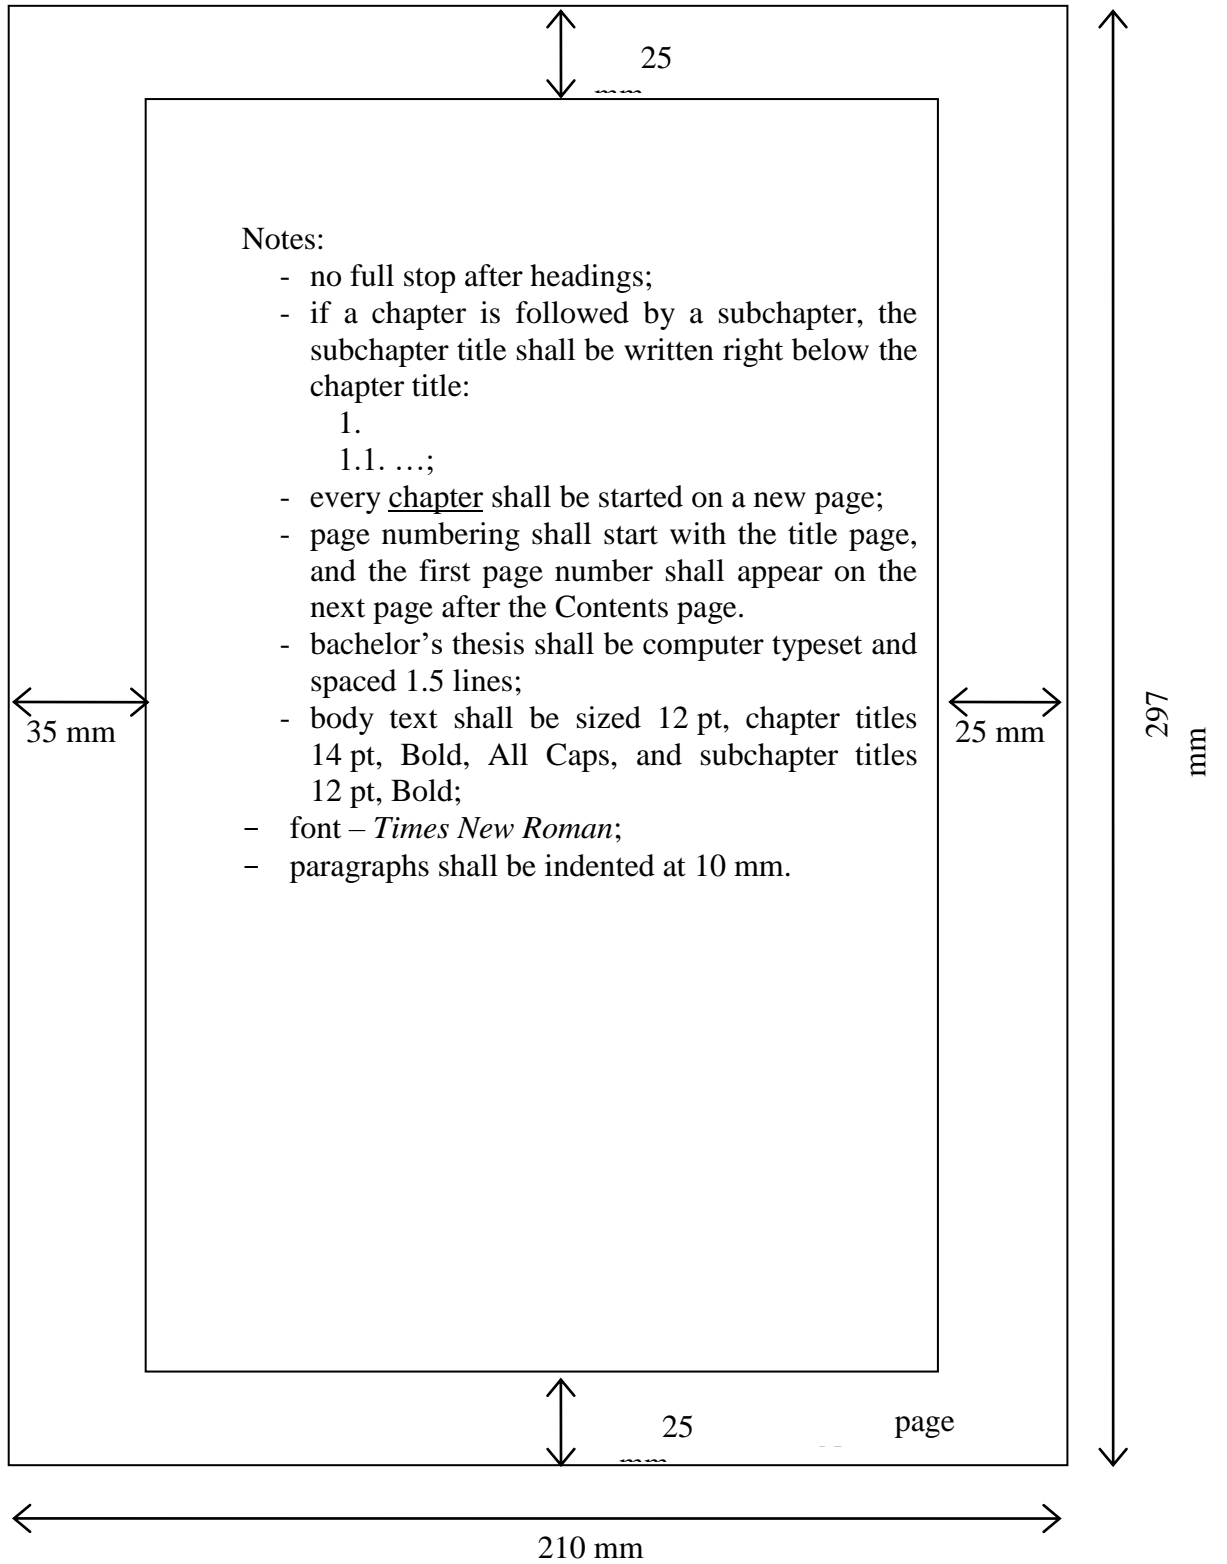 25
mm
Notes:
- no full stop after headings;
- if a chapter is followed by a subchapter, the
subchapter title shall be written right below the
chapter title:
1.
1.1. …;
- every chapter shall be started on a new page;
- page numbering shall start with the title page,
and the first page number shall appear on the
next page after the Contents page.
- bachelor’s thesis shall be computer typeset and
spaced 1.5 lines;
- body text shall be sized 12 pt, chapter titles
14 pt, Bold, All Caps, and subchapter titles
12 pt, Bold;
- font – Times New Roman;
- paragraphs shall be indented at 10 mm.
35 mm
25 mm
297
mm
25
mm
page
210 mm